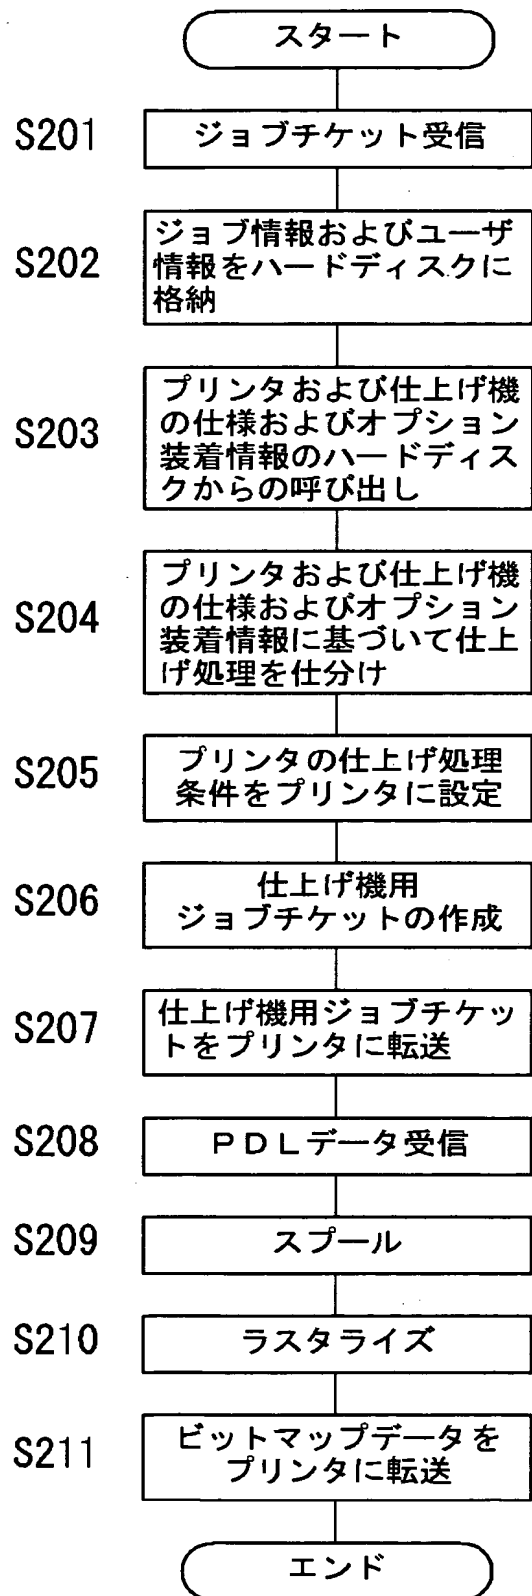 スタート
S201
ジョブチケット受信
S202
ジョブ情報およびユーザ
情報をハードディスクに
格納
S203
プリンタおよび仕上げ機
の仕様およびオプション
装着情報のハードディス
クからの呼び出し
S204
プリンタおよび仕上げ機
の仕様およびオプション
装着情報に基づいて仕上
げ処理を仕分け
S205
プリンタの仕上げ処理
条件をプリンタに設定
S206
仕上げ機用
ジョブチケットの作成
S207
仕上げ機用ジョブチケッ
トをプリンタに転送
S208
ＰＤＬデータ受信
S209
スプール
S210
ラスタライズ
S211
ビットマップデータを
プリンタに転送
エンド